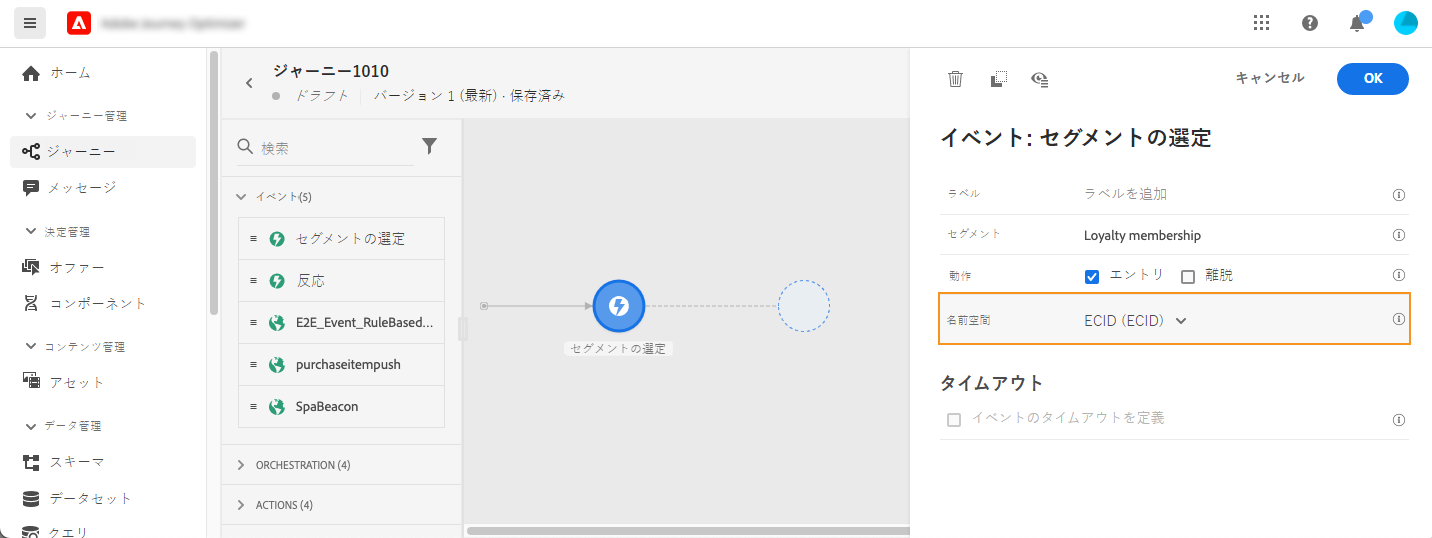 ホーム
ジャーニー管理
ジャーニー
メッセージ
決定管理
オファー
コンポーネント
コンテンツ管理
アセット
データ管理
スキーマ
データセット
クエリ
ジャーニー1010
ドラフト
バージョン 1 (最新) · 保存済み
検索
イベント(5)
セグメントの選定
反応
E2E_Event_RuleBased...
purchaseitempush
SpaBeacon
ORCHESTRATION (4)
ACTIONS (4)
セグメントの選定
キャンセル
OK
イベント: セグメントの選定
ラベル
ラベルを追加
セグメント
Loyalty membership
動作
エントリ
離脱
名前空間
ECID (ECID)
タイムアウト
イベントのタイムアウトを定義